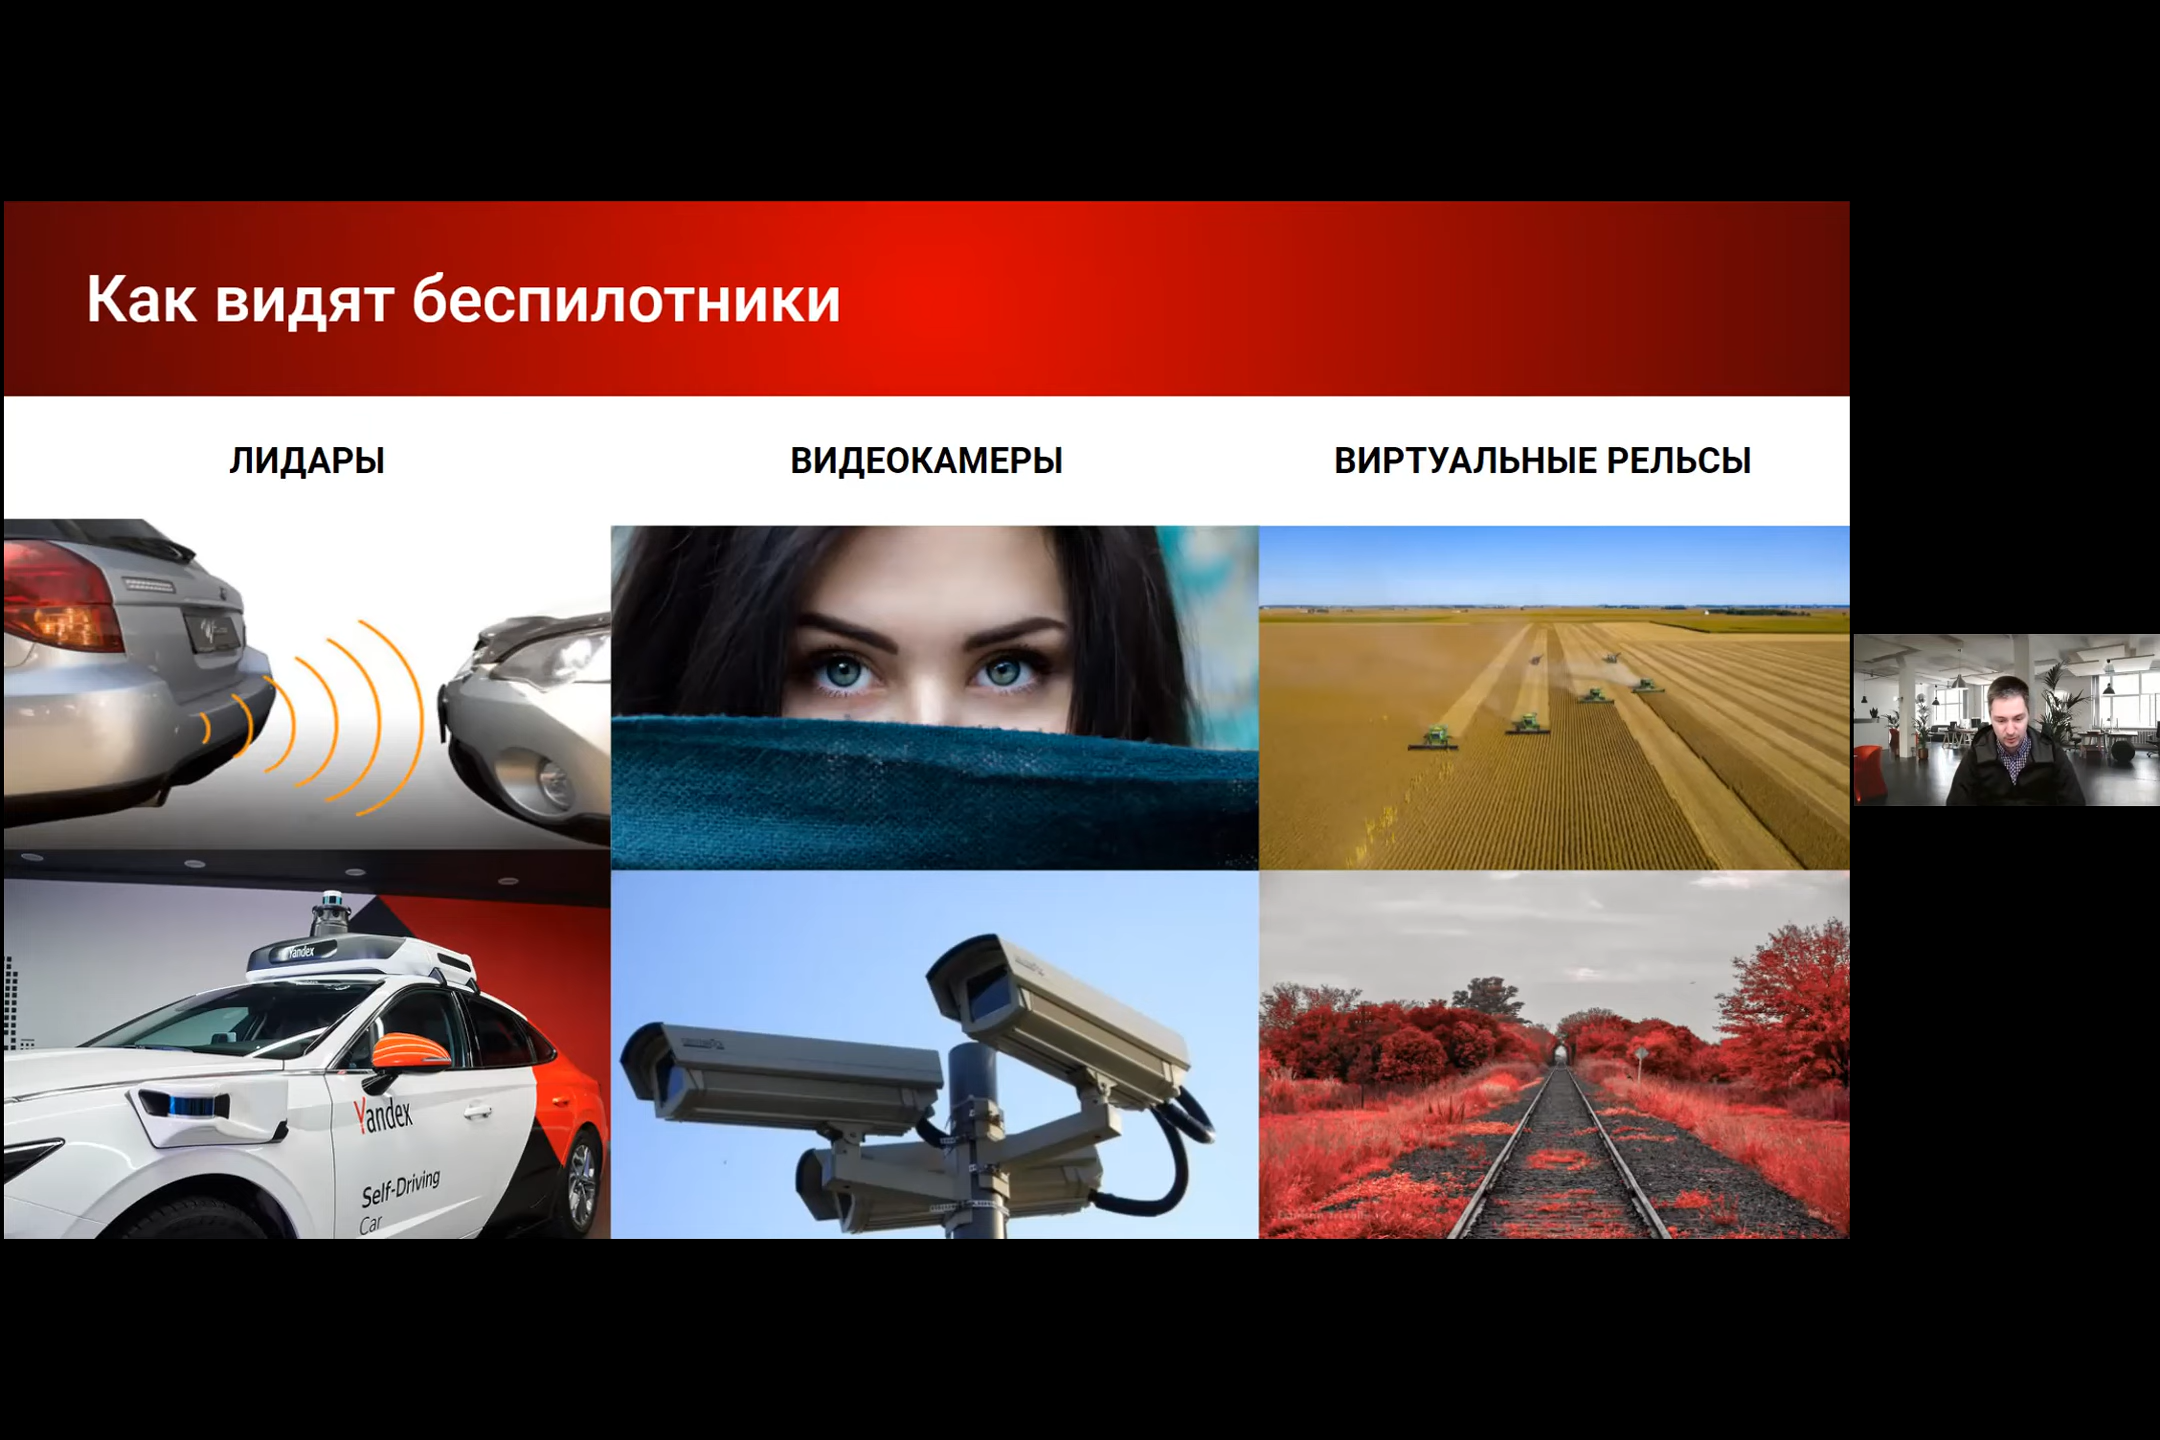 Как видят беспилотники
ЛИДАРЫ
ВИДЕОКАМЕРЫ
ВИРТУАЛЬНЫЕ РЕЛЬСЫ
Yandex
Yandex
Self-Driving
Car